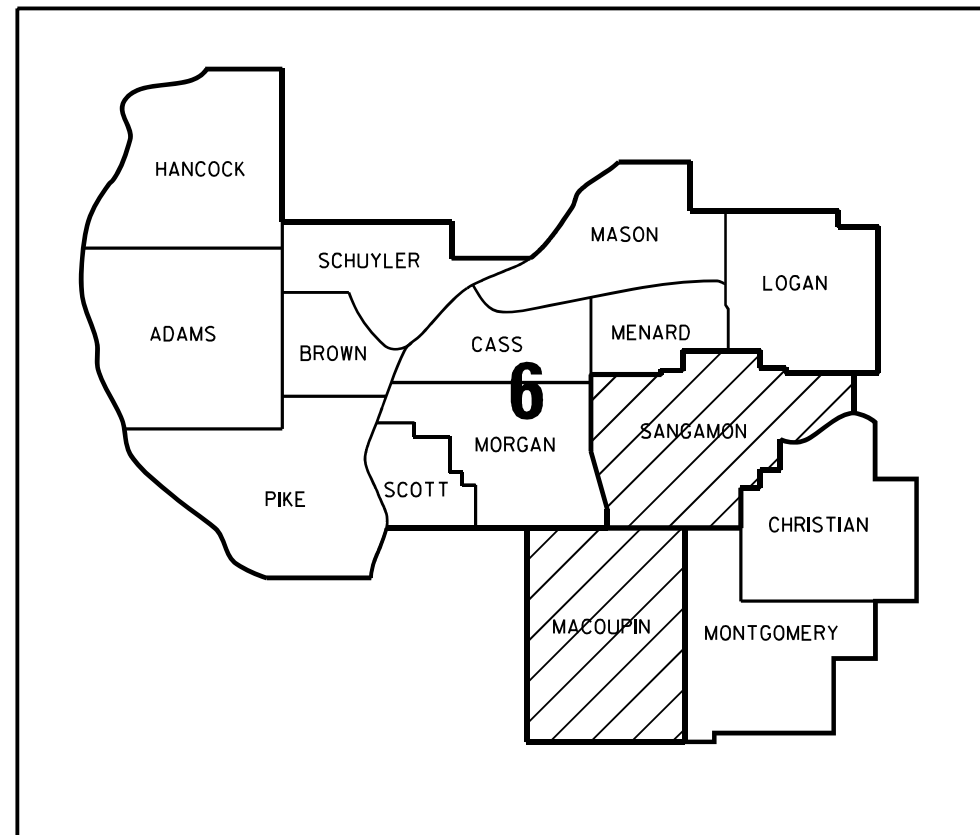 HANCOCK
MASON
SCHUYLER
LOGAN
ADAMS
MENARD
CASS
BROWN
6
SANGAMON
MORGAN
SCOTT
PIKE
CHRISTIAN
MACOUPIN
MONTGOMERY